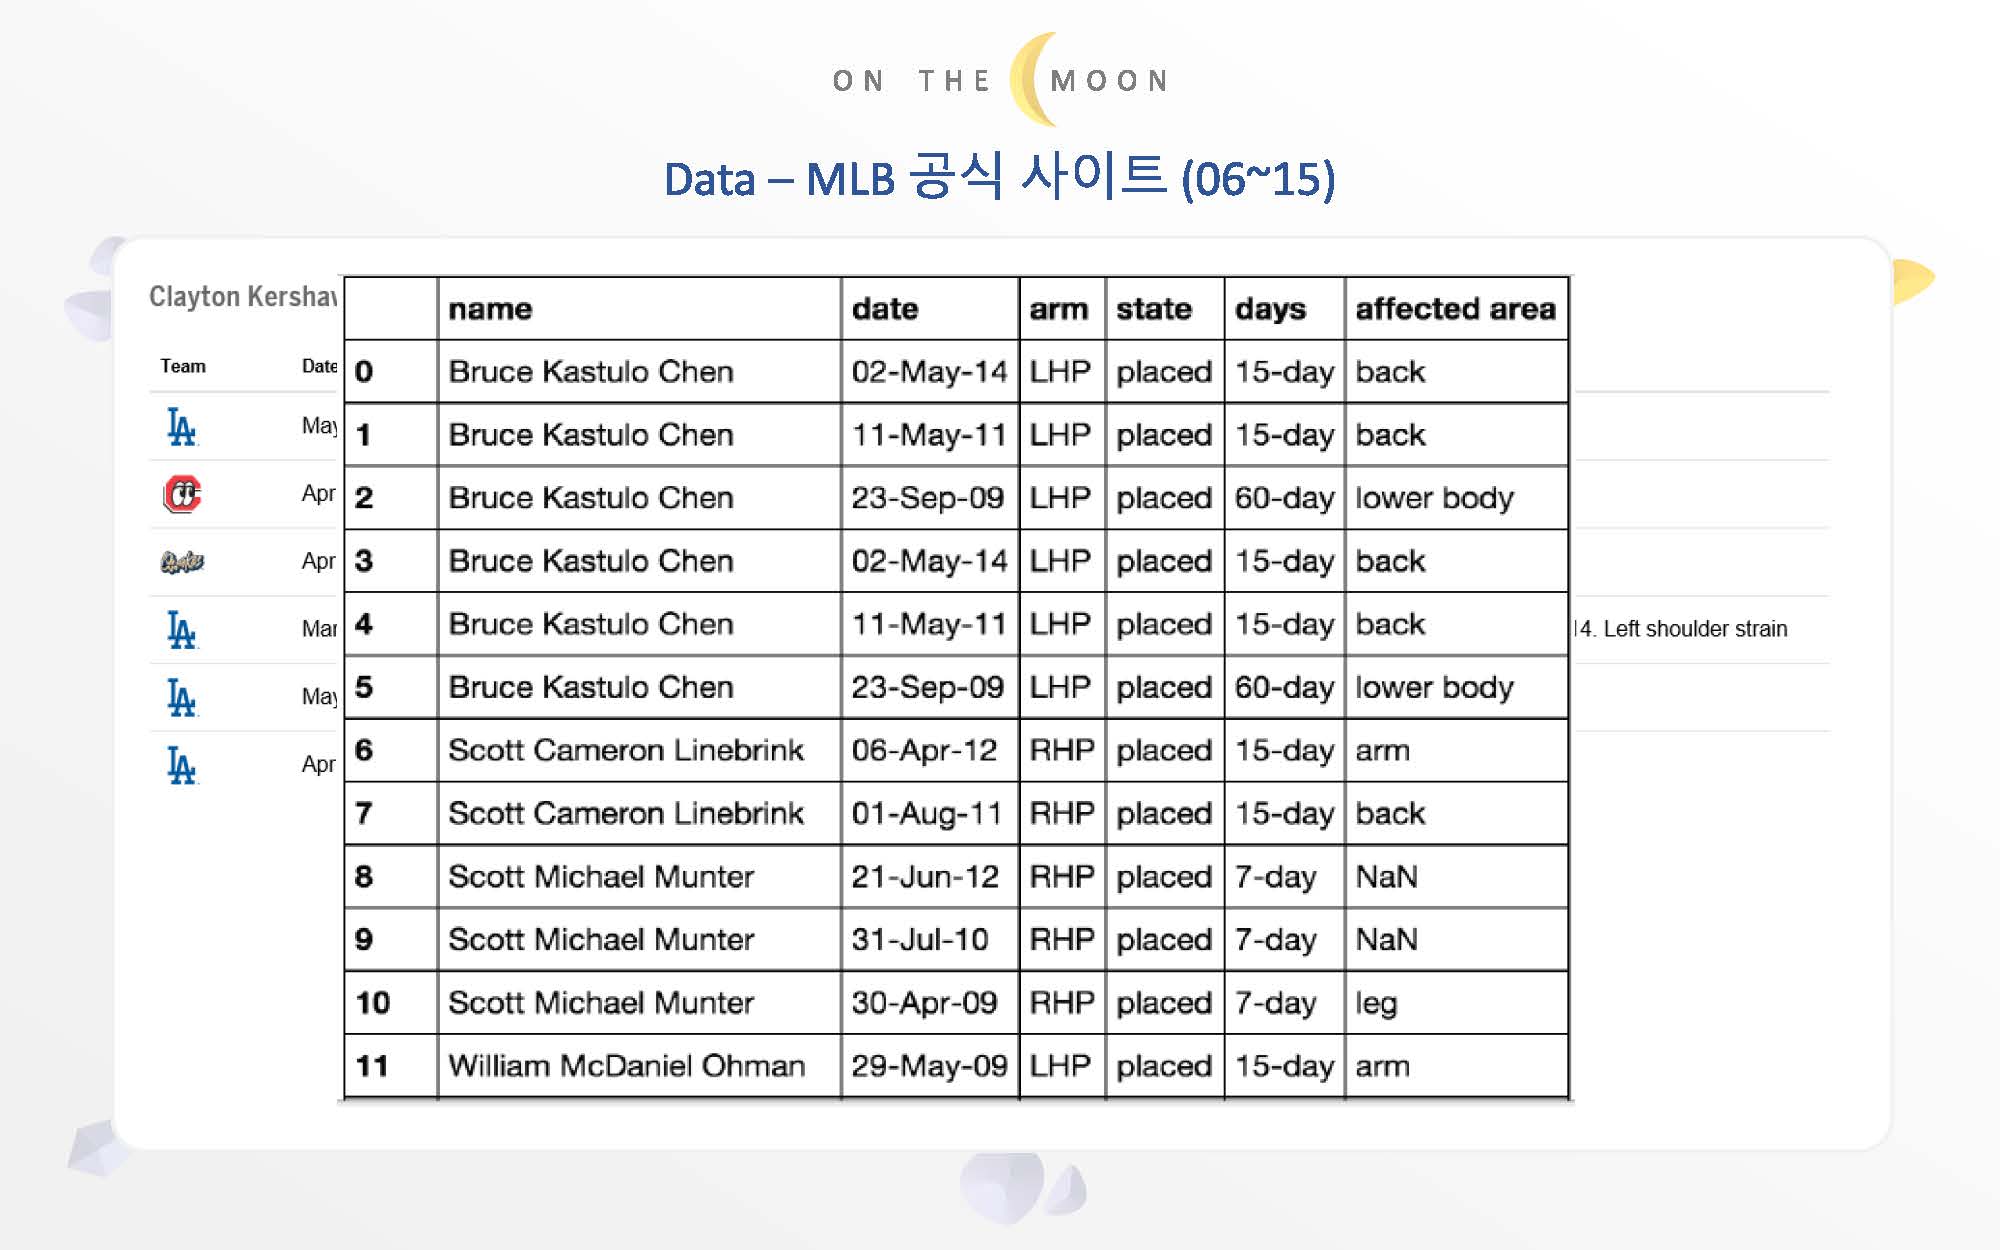 ON THE MOON
Data – MLB 공식 사이트 (06~15)
Clayton Kersha
Team Date
May
Apr
Apr
Mar
14. Left shoulder strain
May
Apr
name date arm state days affected area
0 Bruce Kastulo Chen 02-May-14 LHP placed 15-day back
1 Bruce Kastulo Chen 11-May-11 LHP placed 15-day back
2 Bruce Kastulo Chen 23-Sep-09 LHP placed 60-day lower body
3 Bruce Kastulo Chen 02-May-14 LHP placed 15-day back
4 Bruce Kastulo Chen 11-May-11 LHP placed 15-day back
5 Bruce Kastulo Chen 23-Sep-09 LHP placed 60-day lower body
6 Scott Cameron Linebrink 06-Apr-12 RHP placed 15-day arm
7 Scott Cameron Linebrink 01-Aug-11 RHP placed 15-day back
8 Scott Michael Munter 21-Jun-12 RHP placed 7-day NaN
9 Scott Michael Munter 31-Jul-10 RHP placed 7-day NaN
10 Scott Michael Munter 30-Apr-09 RHP placed 7-day leg
11 William McDaniel Ohman 29-May-09 LHP placed 15-day arm